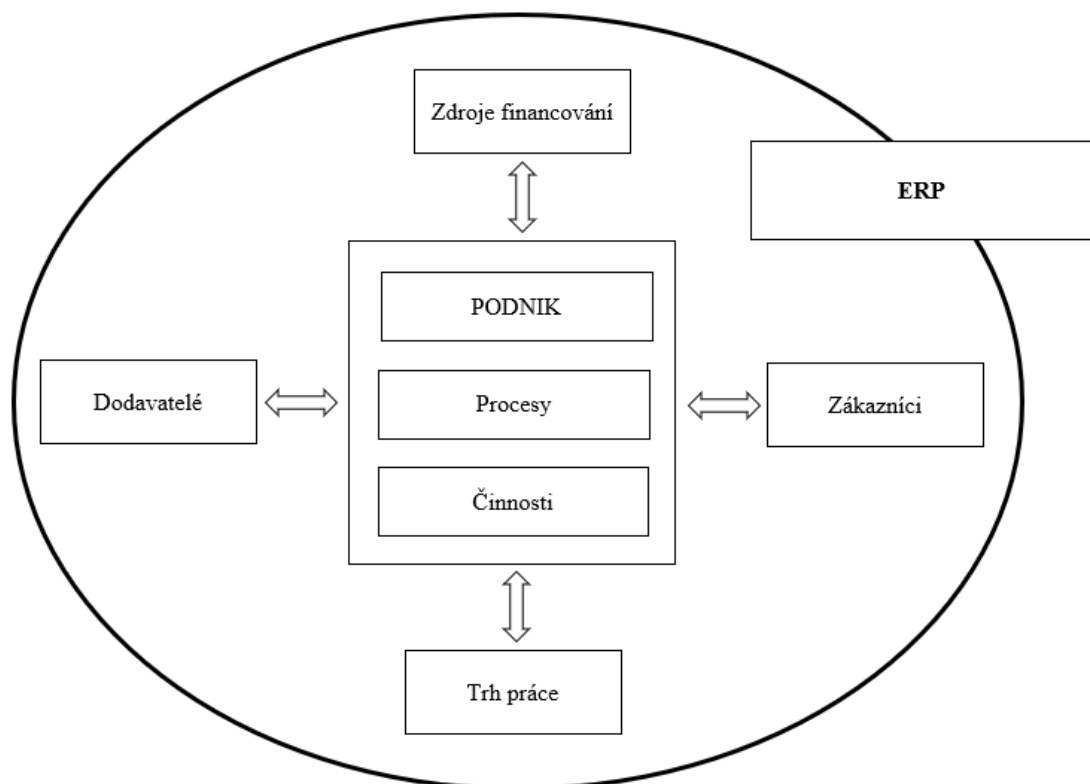 Zdroje financování
ERP
PODNIK
Dodavatelé
Procesy
Zákazníci
Činnosti
Trh práce